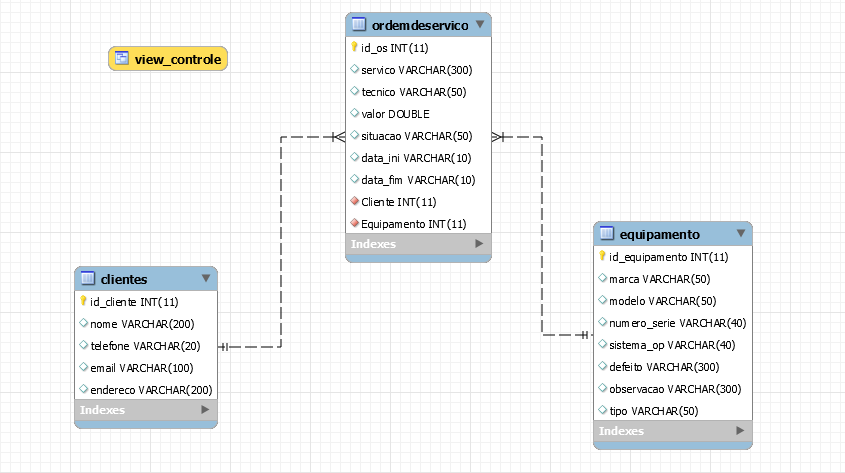 view_controle
ordemdeservico
id_os INT(11)
servico VARCHAR(300)
tecnico VARCHAR(50)
valor DOUBLE
situacao VARCHAR(50)
data_ini VARCHAR(10)
data_fim VARCHAR(10)
Cliente INT(11)
Equipamento INT(11)
Indexes
clientes
id_cliente INT(11)
nome VARCHAR(200)
telefone VARCHAR(20)
email VARCHAR(100)
endereco VARCHAR(200)
Indexes
equipamento
id_equipamento INT(11)
marca VARCHAR(50)
modelo VARCHAR(50)
numero_serie VARCHAR(40)
sistema_op VARCHAR(40)
defeito VARCHAR(300)
observacao VARCHAR(300)
tipo VARCHAR(50)
Indexes